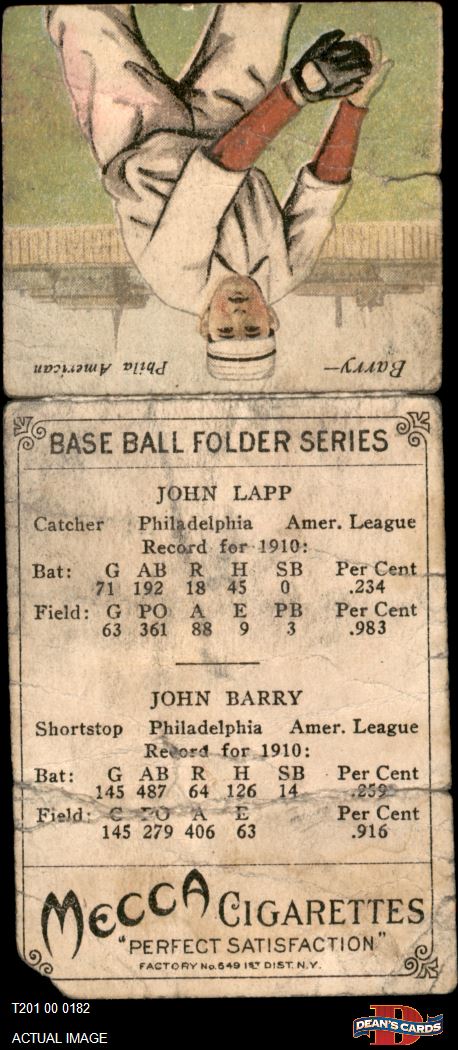 Barry—
Phila American
BASE BALL FOLDER SERIES
JOHN LAPP
Catcher Philadelphia Amer. League
Record for 1910:
Bat: G AB R H SB Per Cent
71 192 18 45 0 .234
Field: G PO A E PB Per Cent
63 361 88 9 3 .983
JOHN BARRY
Shortstop Philadelphia Amer. League
Record for 1910:
Bat: G AB R H SB Per Cent
145 487 64 126 14 .259
Field: G PO A E Per Cent
145 279 406 63 .916
MECCA CIGARETTES
"PERFECT SATISFACTION"
FACTORY No. 649 1ST DIST. N.Y.
T201 00 0182
ACTUAL IMAGE
D
DEAN'S CARDS